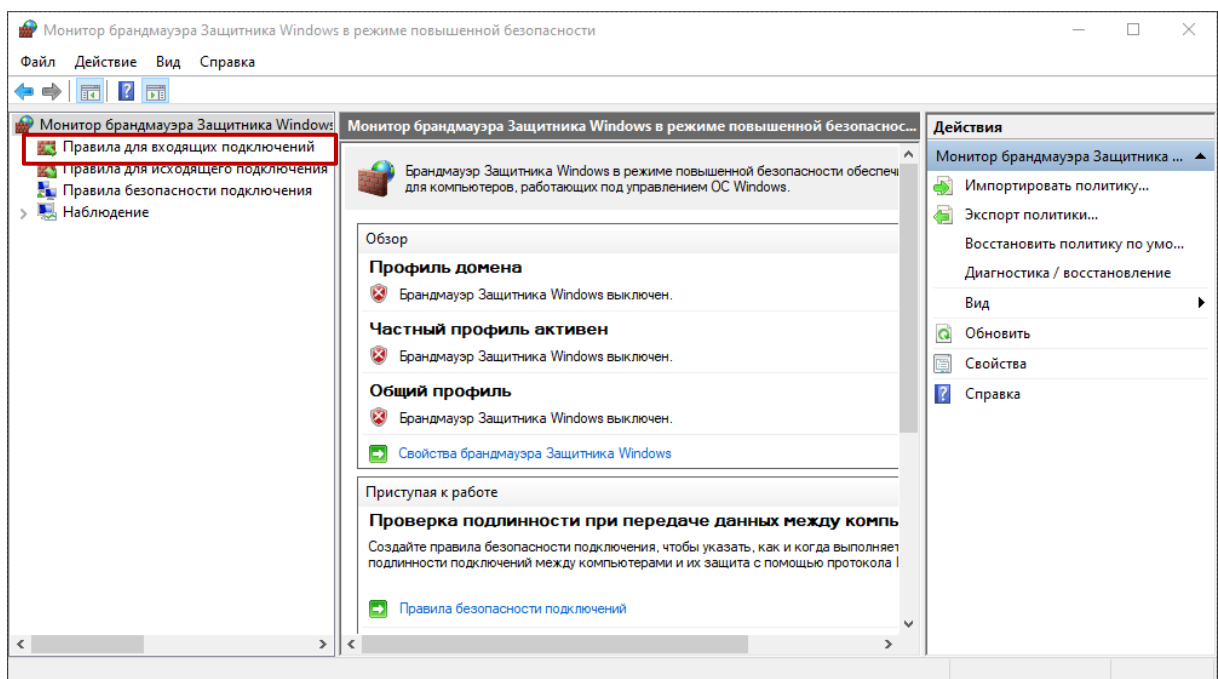 Монитор брандмауэра Защитника Windows в режиме повышенной безопасности
Файл Действие Вид Справка
Монитор брандмауэра Защитника Windows
Правила для входящих подключений
Правила для исходящего подключения
Правила безопасности подключения
Наблюдение
Монитор брандмауэра Защитника Windows в режиме повышенной безопаснос...
Брандмауэр Защитника Windows в режиме повышенной безопасности обеспечи
для компьютеров, работающих под управлением ОС Windows.
Обзор
Профиль домена
Брандмауэр Защитника Windows выключен.
Частный профиль активен
Брандмауэр Защитника Windows выключен.
Общий профиль
Брандмауэр Защитника Windows выключен.
Свойства брандмауэра Защитника Windows
Приступая к работе
Проверка подлинности при передаче данных между компь
Создайте правила безопасности подключения, чтобы указать, как и когда выполняет
подлинности подключений между компьютерами и их защита с помощью протокола I
Правила безопасности подключений
Действия
Монитор брандмауэра Защитника ...
Импортировать политику...
Экспорт политики...
Восстановить политику по умо...
Диагностика / восстановление
Вид
Обновить
Свойства
Справка